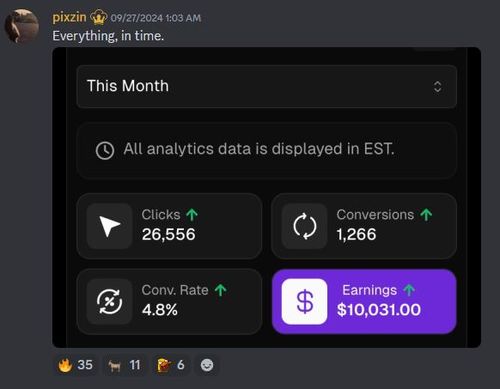 pixzin 09/27/2024 1:03 AM
Everything, in time.
This Month
All analytics data is displayed in EST.
Clicks
26,556
Conversions
1,266
Conv. Rate
4.8%
Earnings
$10,031.00
35 11 6